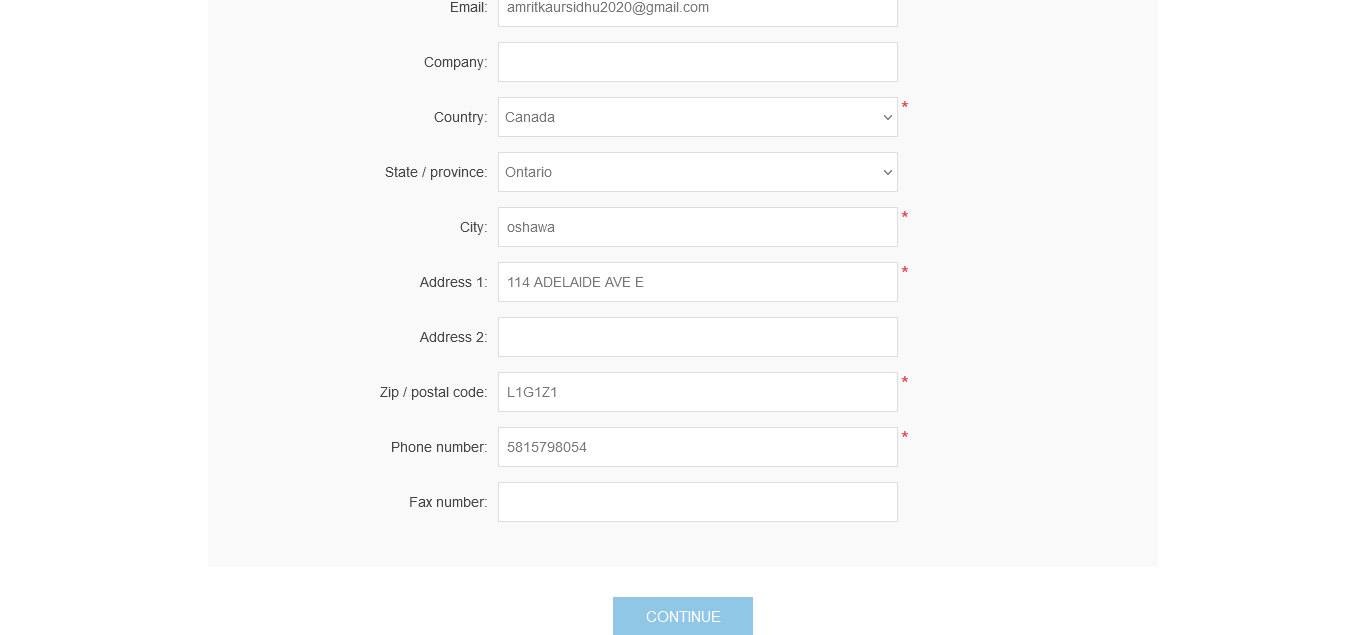 Email: amritkaursidhu2020@gmail.com
Company:
Country: Canada *
State / province: Ontario
City: oshawa *
Address 1: 114 ADELAIDE AVE E *
Address 2:
Zip / postal code: L1G1Z1 *
Phone number: 5815798054 *
Fax number:
CONTINUE